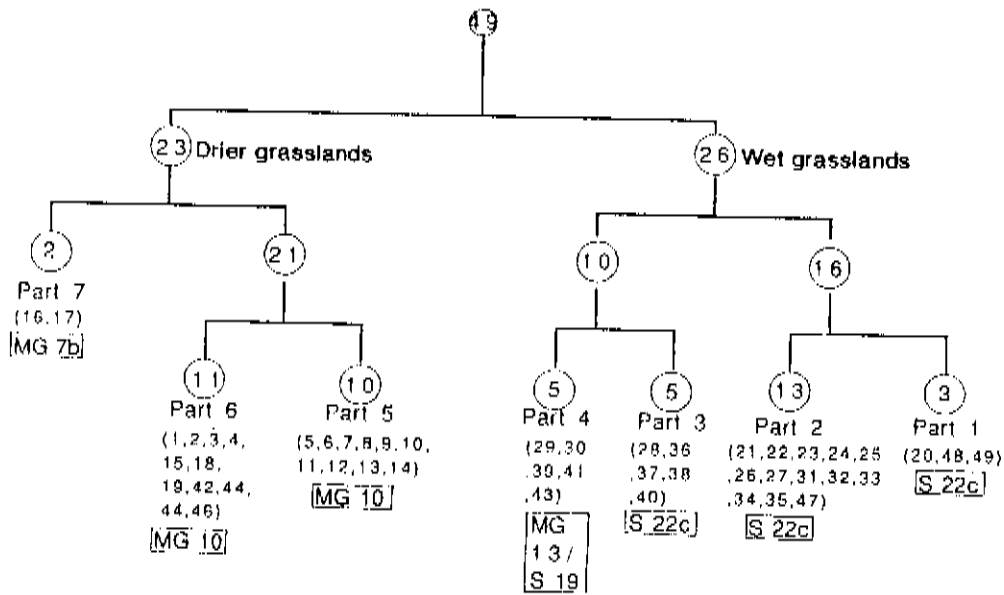 49
23 Drier grasslands
26 Wet grasslands
2
21
10
16
Part 7
(16,17)
MG 7b
11
Part 6
(1,2,3,4,
15,18,
19,42,44,
44,46)
MG 10
10
Part 5
(5,6,7,8,9,10,
11,12,13,14)
MG 10
5
Part 4
(29,30
,39,41
,43)
MG
13/
S 19
5
Part 3
(28,36
,37,38
,40)
S 22c
13
Part 2
(21,22,23,24,25
,26,27,31,32,33
,34,35,47)
S 22c
3
Part 1
(20,48,49)
S 22c